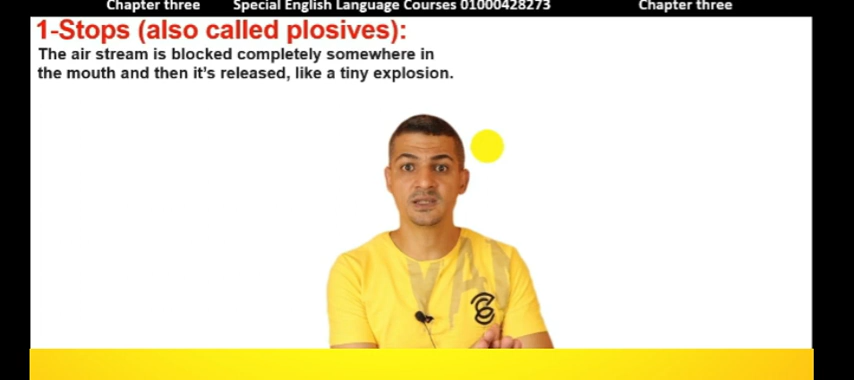 Chapter three Special English Language Courses 01000428273 Chapter three
1-Stops (also called plosives):
The air stream is blocked completely somewhere in
the mouth and then it's released, like a tiny explosion.